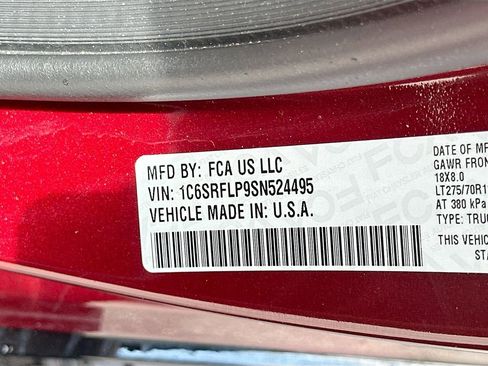 MFD BY: FCA US LLC
VIN: 1C6SRFLP9SN524495
VEHICLE MADE IN: U.S.A.
DATE OF MF
GAWR FRON
18X8.0
LT275/70R1
AT 380 kPa
TYPE: TRUC
THIS VEHIC
STA